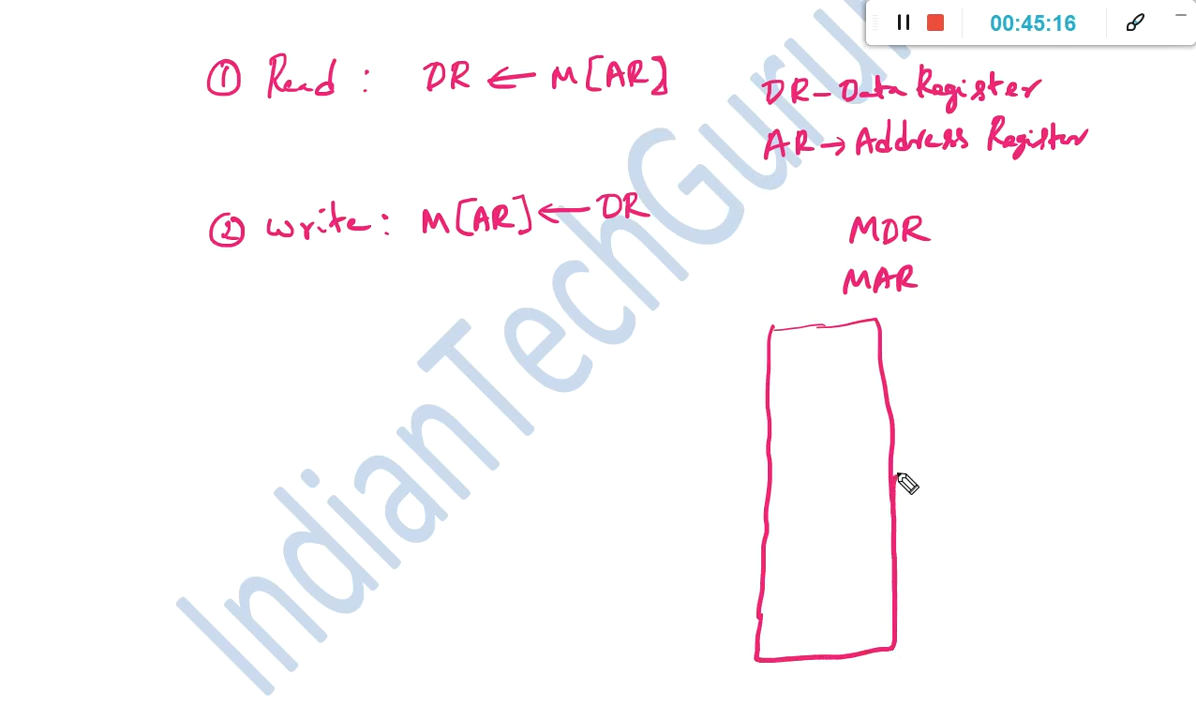 00:45:16
① Read : DR ← M[AR]
DR – Data Register
AR → Address Register
② Write : M[AR] ← DR
MDR
MAR
IndianTechGuru